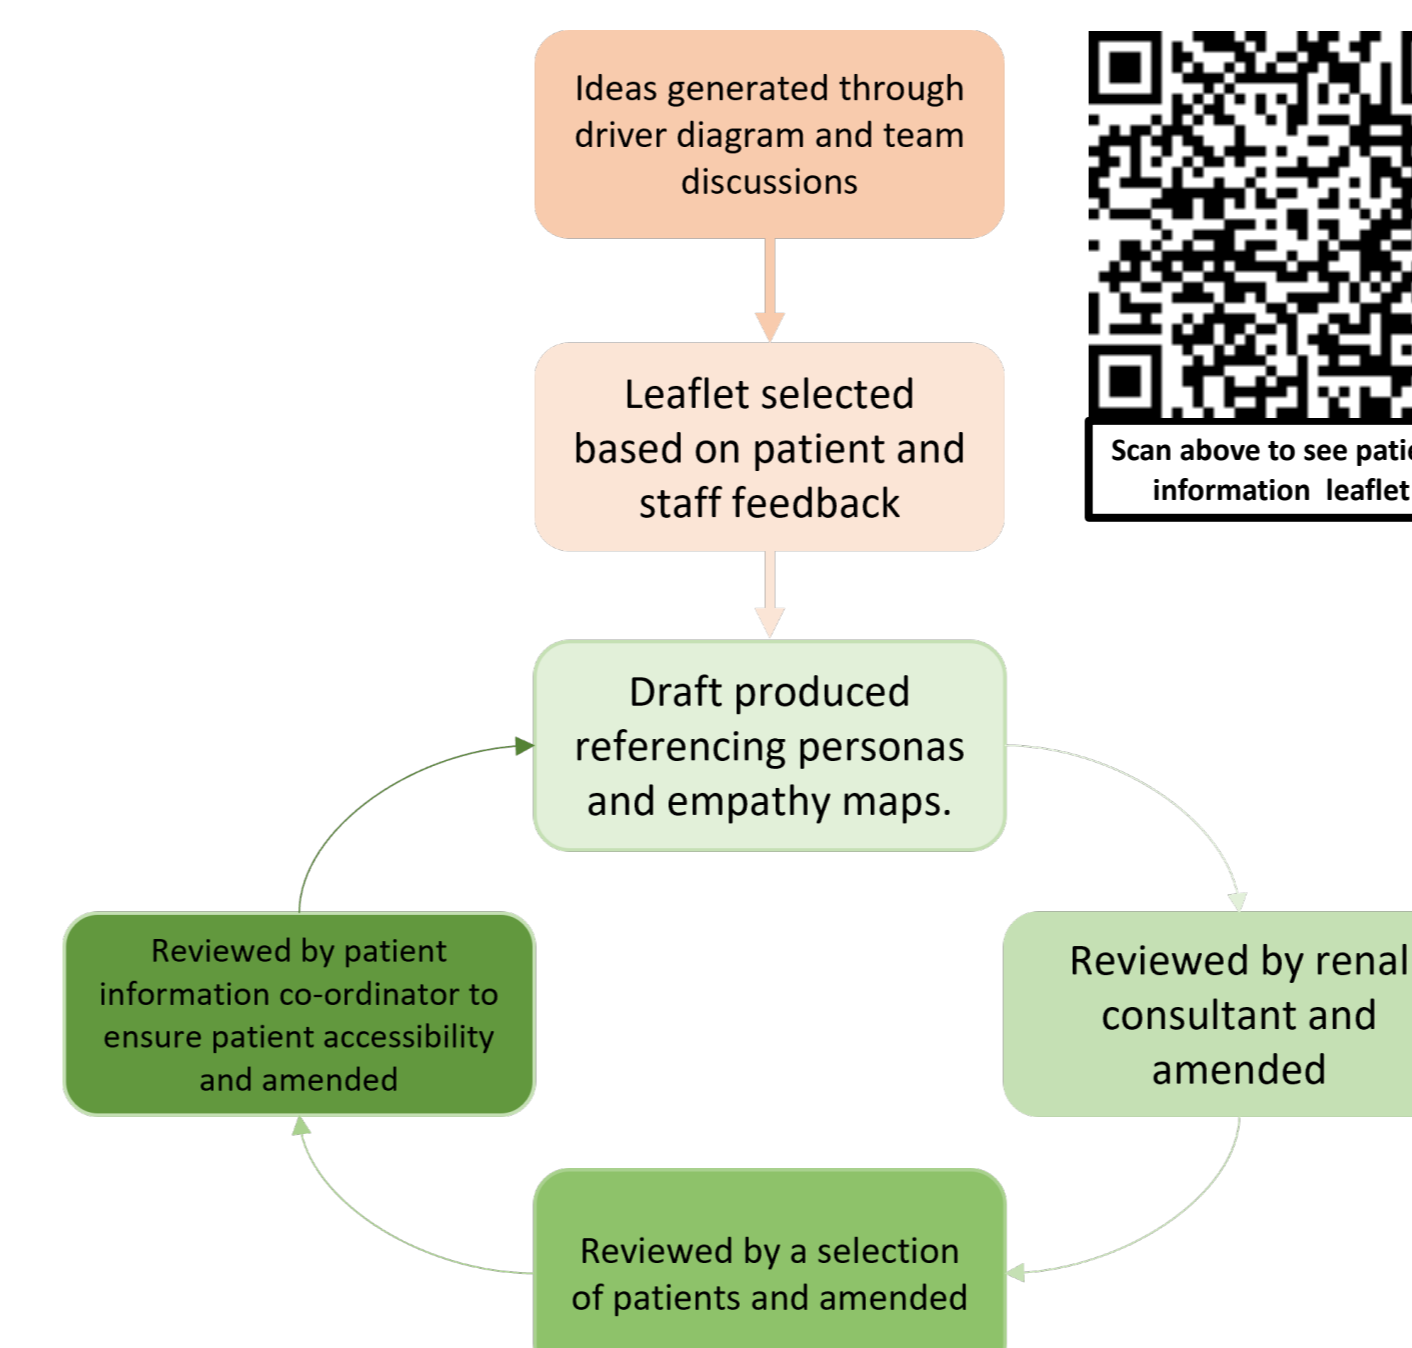 Ideas generated through
driver diagram and team
discussions
Scan above to see
information leaflet
Leaflet selected
based on patient and
staff feedback
Draft produced
referencing personas
and empathy maps.
Reviewed by renal
consultant and
amended
Reviewed by a selection
of patients and amended
Reviewed by patient
information co-ordinator to
ensure patient accessibility
and amended